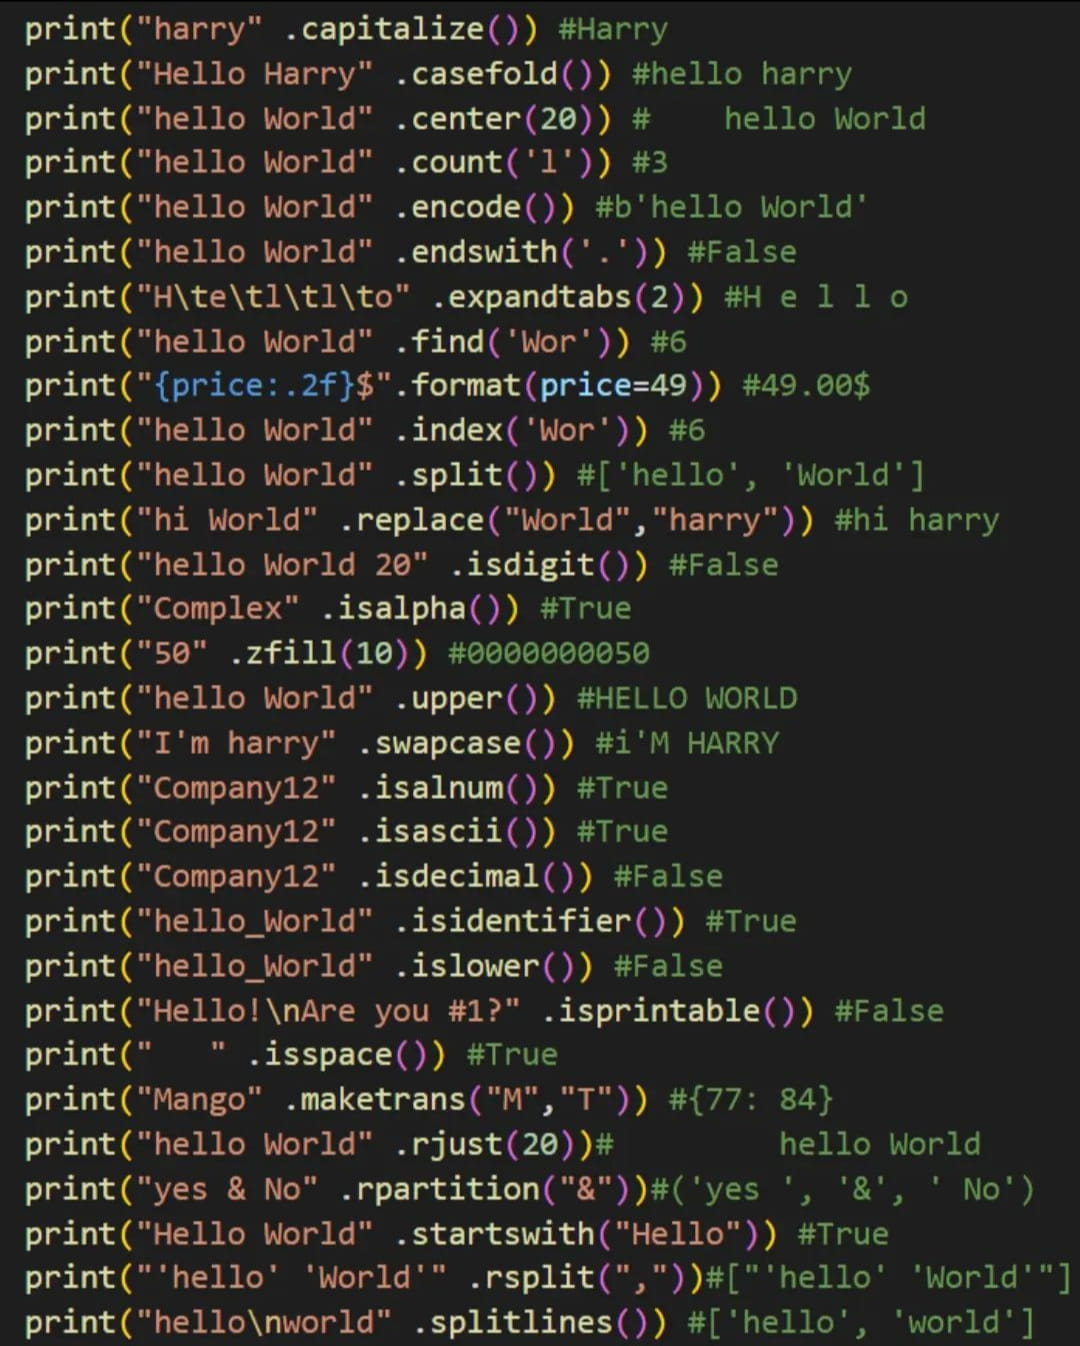 print("harry" .capitalize()) #Harry
print("Hello Harry" .casefold()) #hello harry
print("hello World" .center(20)) #    hello World
print("hello World" .count('l')) #3
print("hello World" .encode()) #b'hello World'
print("hello World" .endswith('.')) #False
print("H\te\tl\tl\to" .expandtabs(2)) #H e l l o
print("hello World" .find('Wor')) #6
print("{price:.2f}$".format(price=49)) #49.00$
print("hello World" .index('Wor')) #6
print("hello World" .split()) #['hello', 'World']
print("hi World" .replace("World","harry")) #hi harry
print("hello World 20" .isdigit()) #False
print("Complex" .isalpha()) #True
print("50" .zfill(10)) #0000000050
print("hello World" .upper()) #HELLO WORLD
print("I'm harry" .swapcase()) #i'M HARRY
print("Company12" .isalnum()) #True
print("Company12" .isascii()) #True
print("Company12" .isdecimal()) #False
print("hello_World" .isidentifier()) #True
print("hello_World" .islower()) #False
print("Hello!\nAre you #1?" .isprintable()) #False
print("   " .isspace()) #True
print("Mango" .maketrans("M","T")) #{77: 84}
print("hello World" .rjust(20))#         hello World
print("yes & No" .rpartition("&"))#('yes ', '&', ' No')
print("Hello World" .startswith("Hello")) #True
print("'hello' 'World'" .rsplit(","))#["'hello' 'World'"]
print("hello\nworld" .splitlines()) #['hello', 'world']